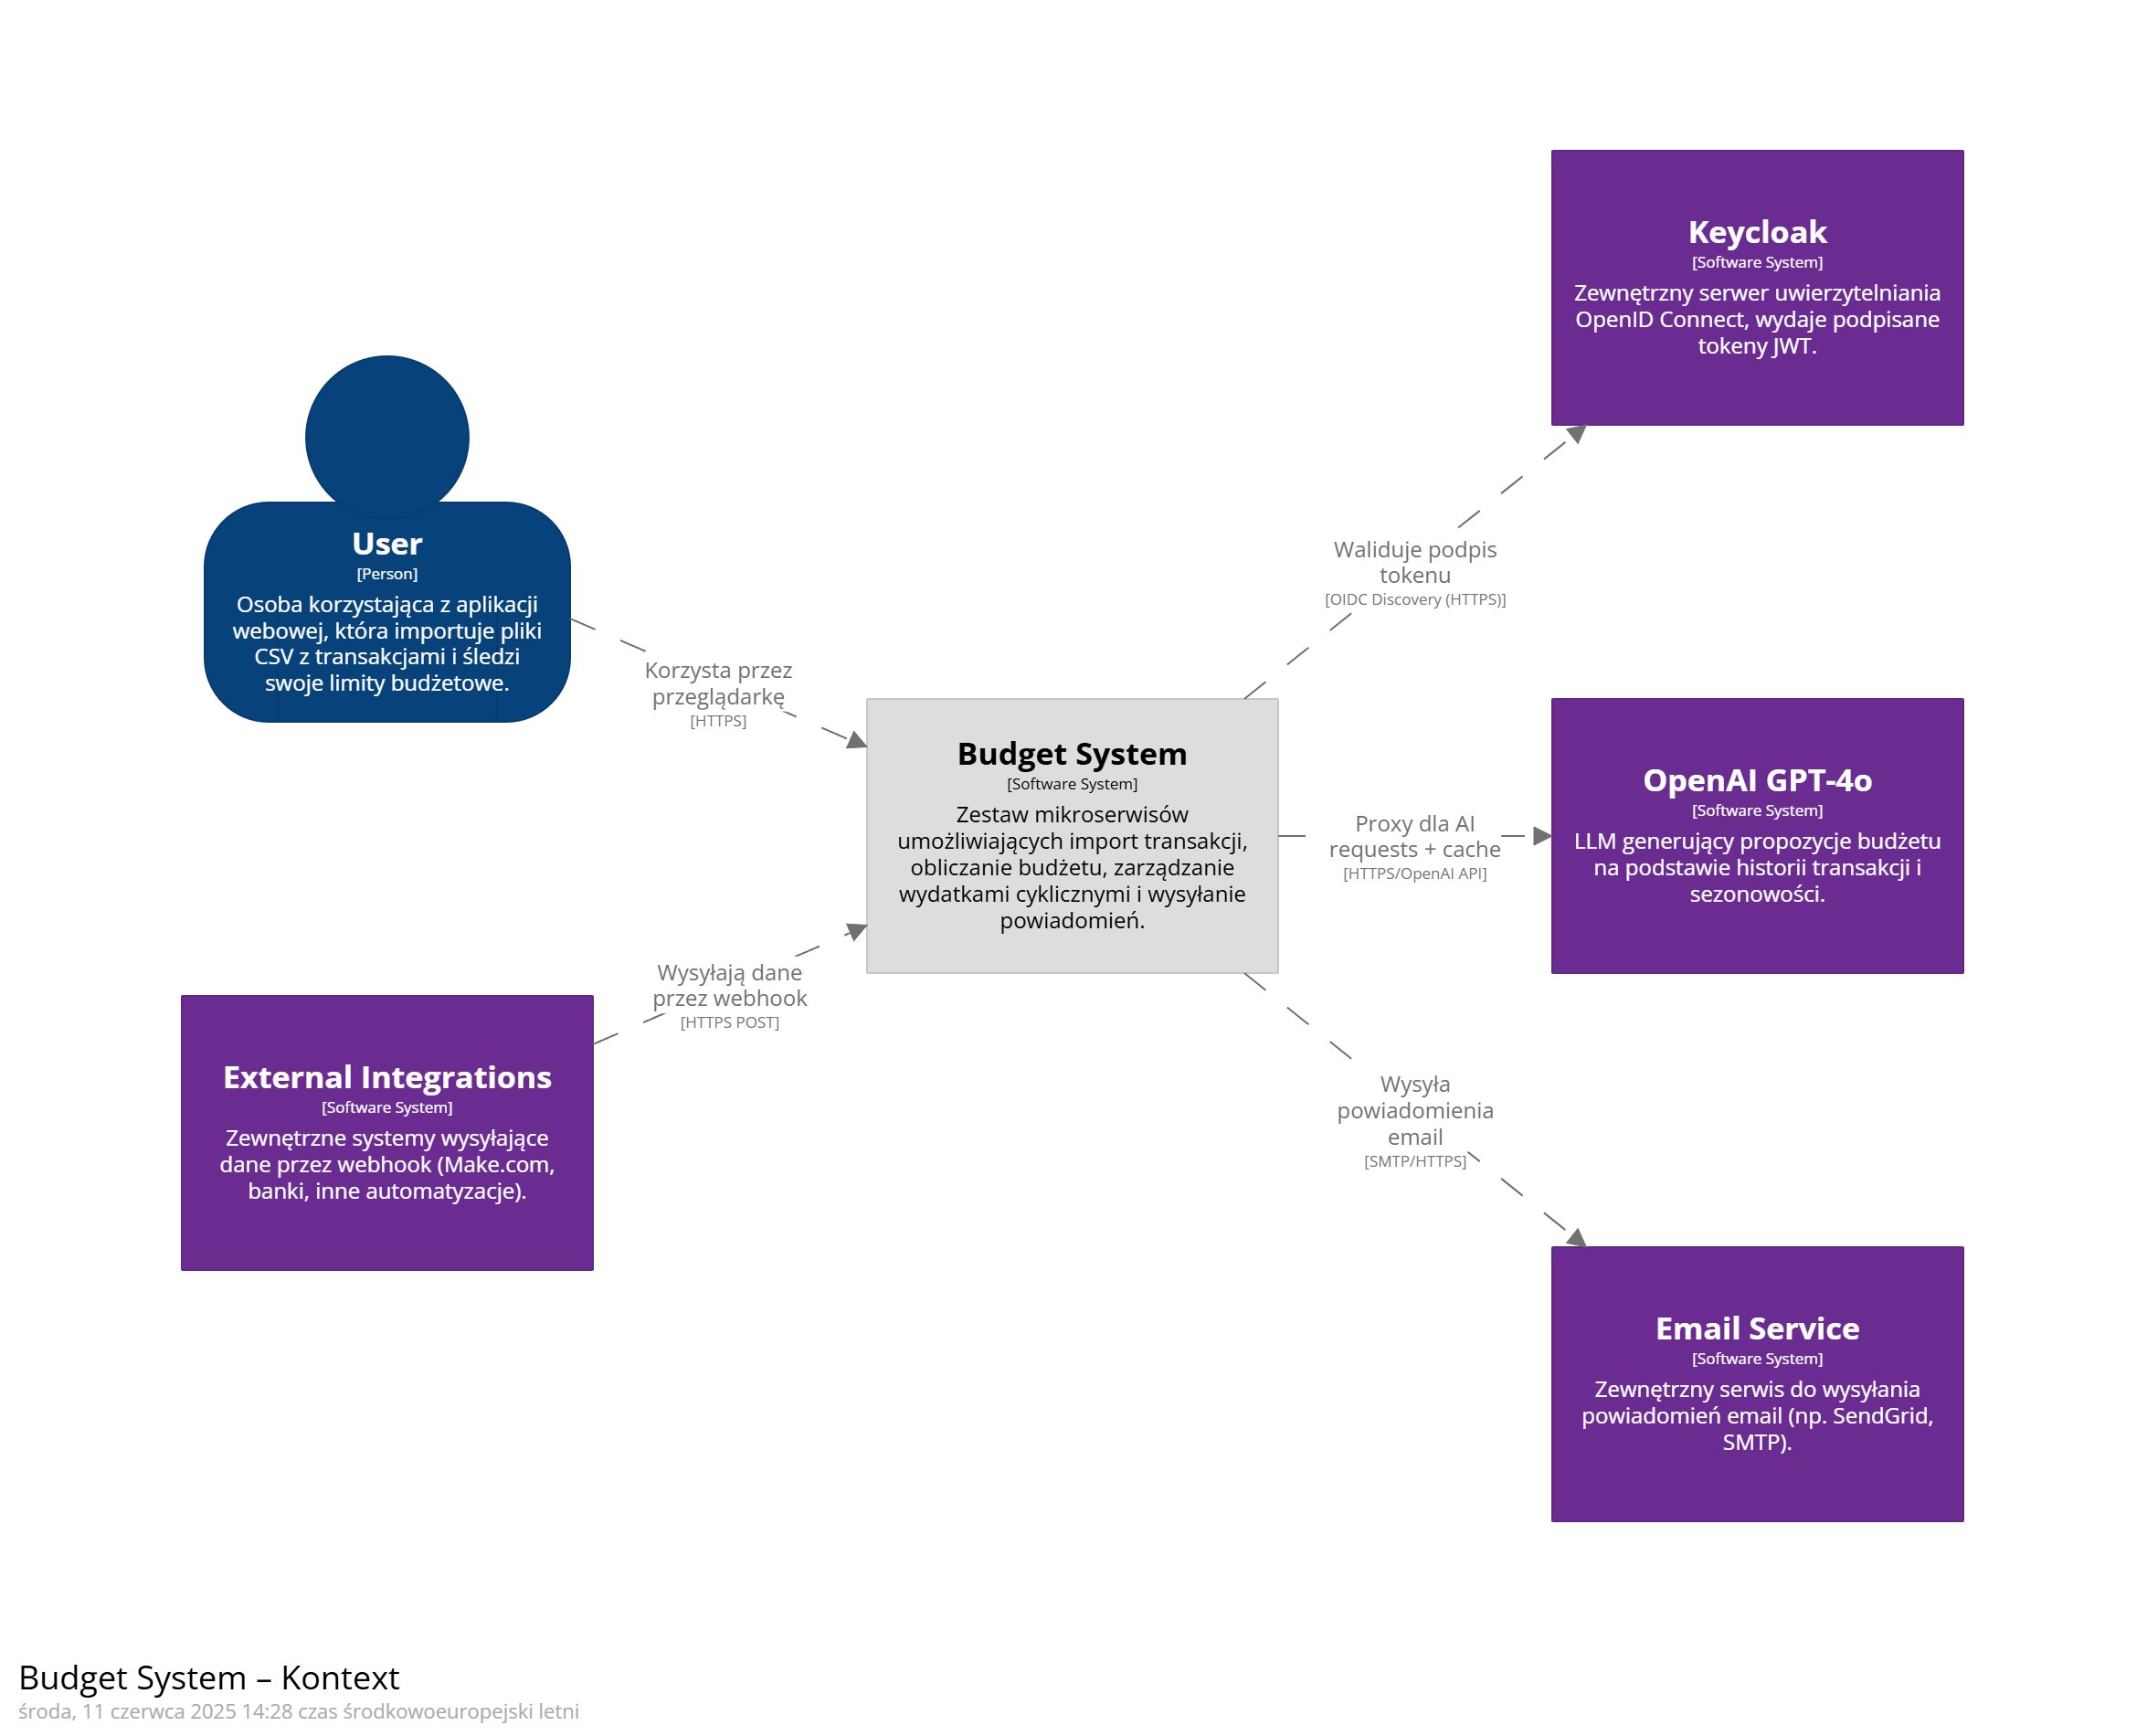 Keycloak
[Software System]
Zewnętrzny serwer uwierzytelniania
OpenID Connect, wydaje podpisane
tokeny JWT.
User
[Person]
Osoba korzystająca z aplikacji
webowej, która importuje pliki
CSV z transakcjami i śledzi
swoje limity budżetowe.
Waliduje podpis
tokenu
[OIDC Discovery (HTTPS)]
Korzysta przez
przeglądarkę
[HTTPS]
Budget System
[Software System]
Zestaw mikroserwisów
umożliwiających import transakcji,
obliczanie budżetu, zarządzanie
wydatkami cyklicznymi i wysyłanie
powiadomień.
Proxy dla AI
requests + cache
[HTTPS/OpenAI API]
OpenAI GPT-4o
[Software System]
LLM generujący propozycje budżetu
na podstawie historii transakcji i
sezonowości.
Wysyłają dane
przez webhook
[HTTPS POST]
External Integrations
[Software System]
Zewnętrzne systemy wysyłające
dane przez webhook (Make.com,
banki, inne automatyzacje).
Wysyła
powiadomienia
email
[SMTP/HTTPS]
Email Service
[Software System]
Zewnętrzny serwis do wysyłania
powiadomień email (np. SendGrid,
SMTP).
Budget System – Kontext
środa, 11 czerwca 2025 14:28 czas środkowoeuropejski letni